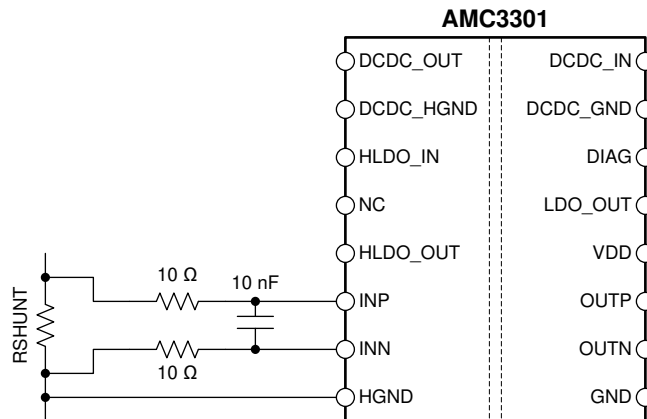 AMC3301
DCDC_OUT
DCDC_IN
DCDC_HGND
DCDC_GND
HLDO_IN
DIAG
NC
LDO_OUT
HLDO_OUT
VDD
10 Ω
10 nF
INP
OUTP
RSHUNT
INN
OUTN
10 Ω
HGND
GND